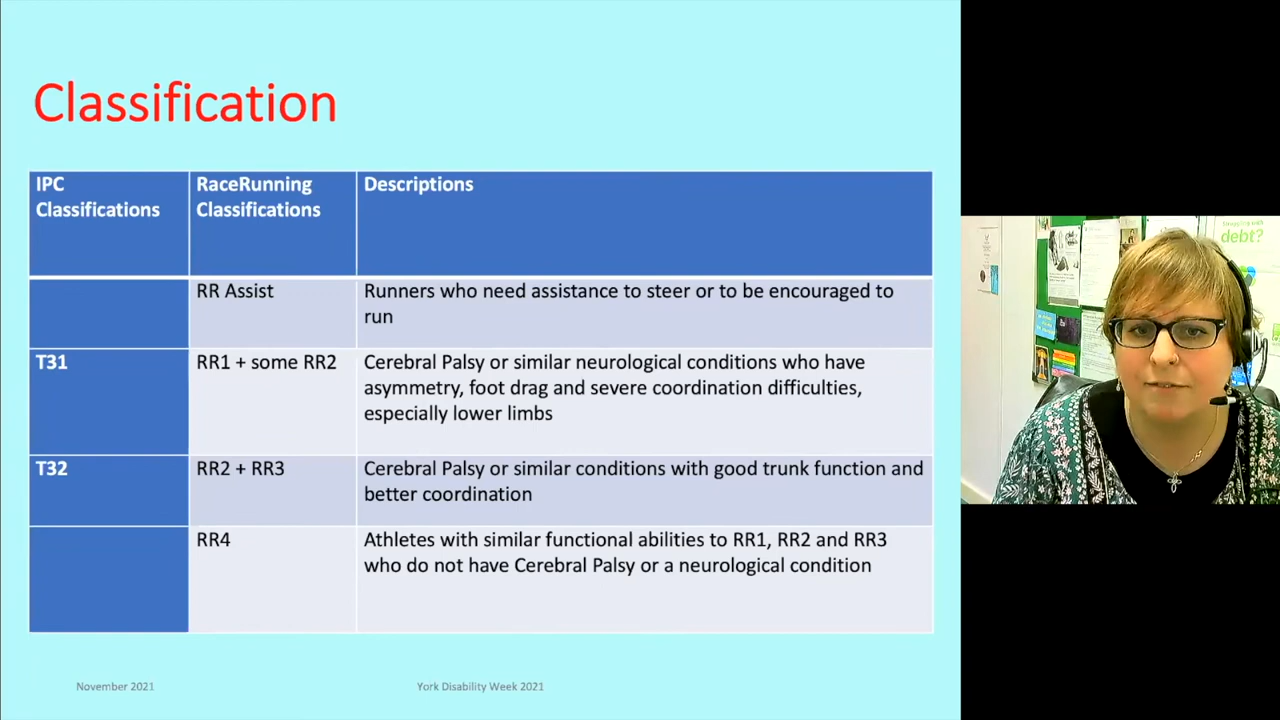 Classification
IPC
Classifications
RaceRunning
Classifications
Descriptions
RR Assist
Runners who need assistance to steer or to be encouraged to
run
T31
RR1 + some RR2
Cerebral Palsy or similar neurological conditions who have
asymmetry, foot drag and severe coordination difficulties,
especially lower limbs
T32
RR2 + RR3
Cerebral Palsy or similar conditions with good trunk function and
better coordination
RR4
Athletes with similar functional abilities to RR1, RR2 and RR3
who do not have Cerebral Palsy or a neurological condition
November 2021
York Disability Week 2021
debt?